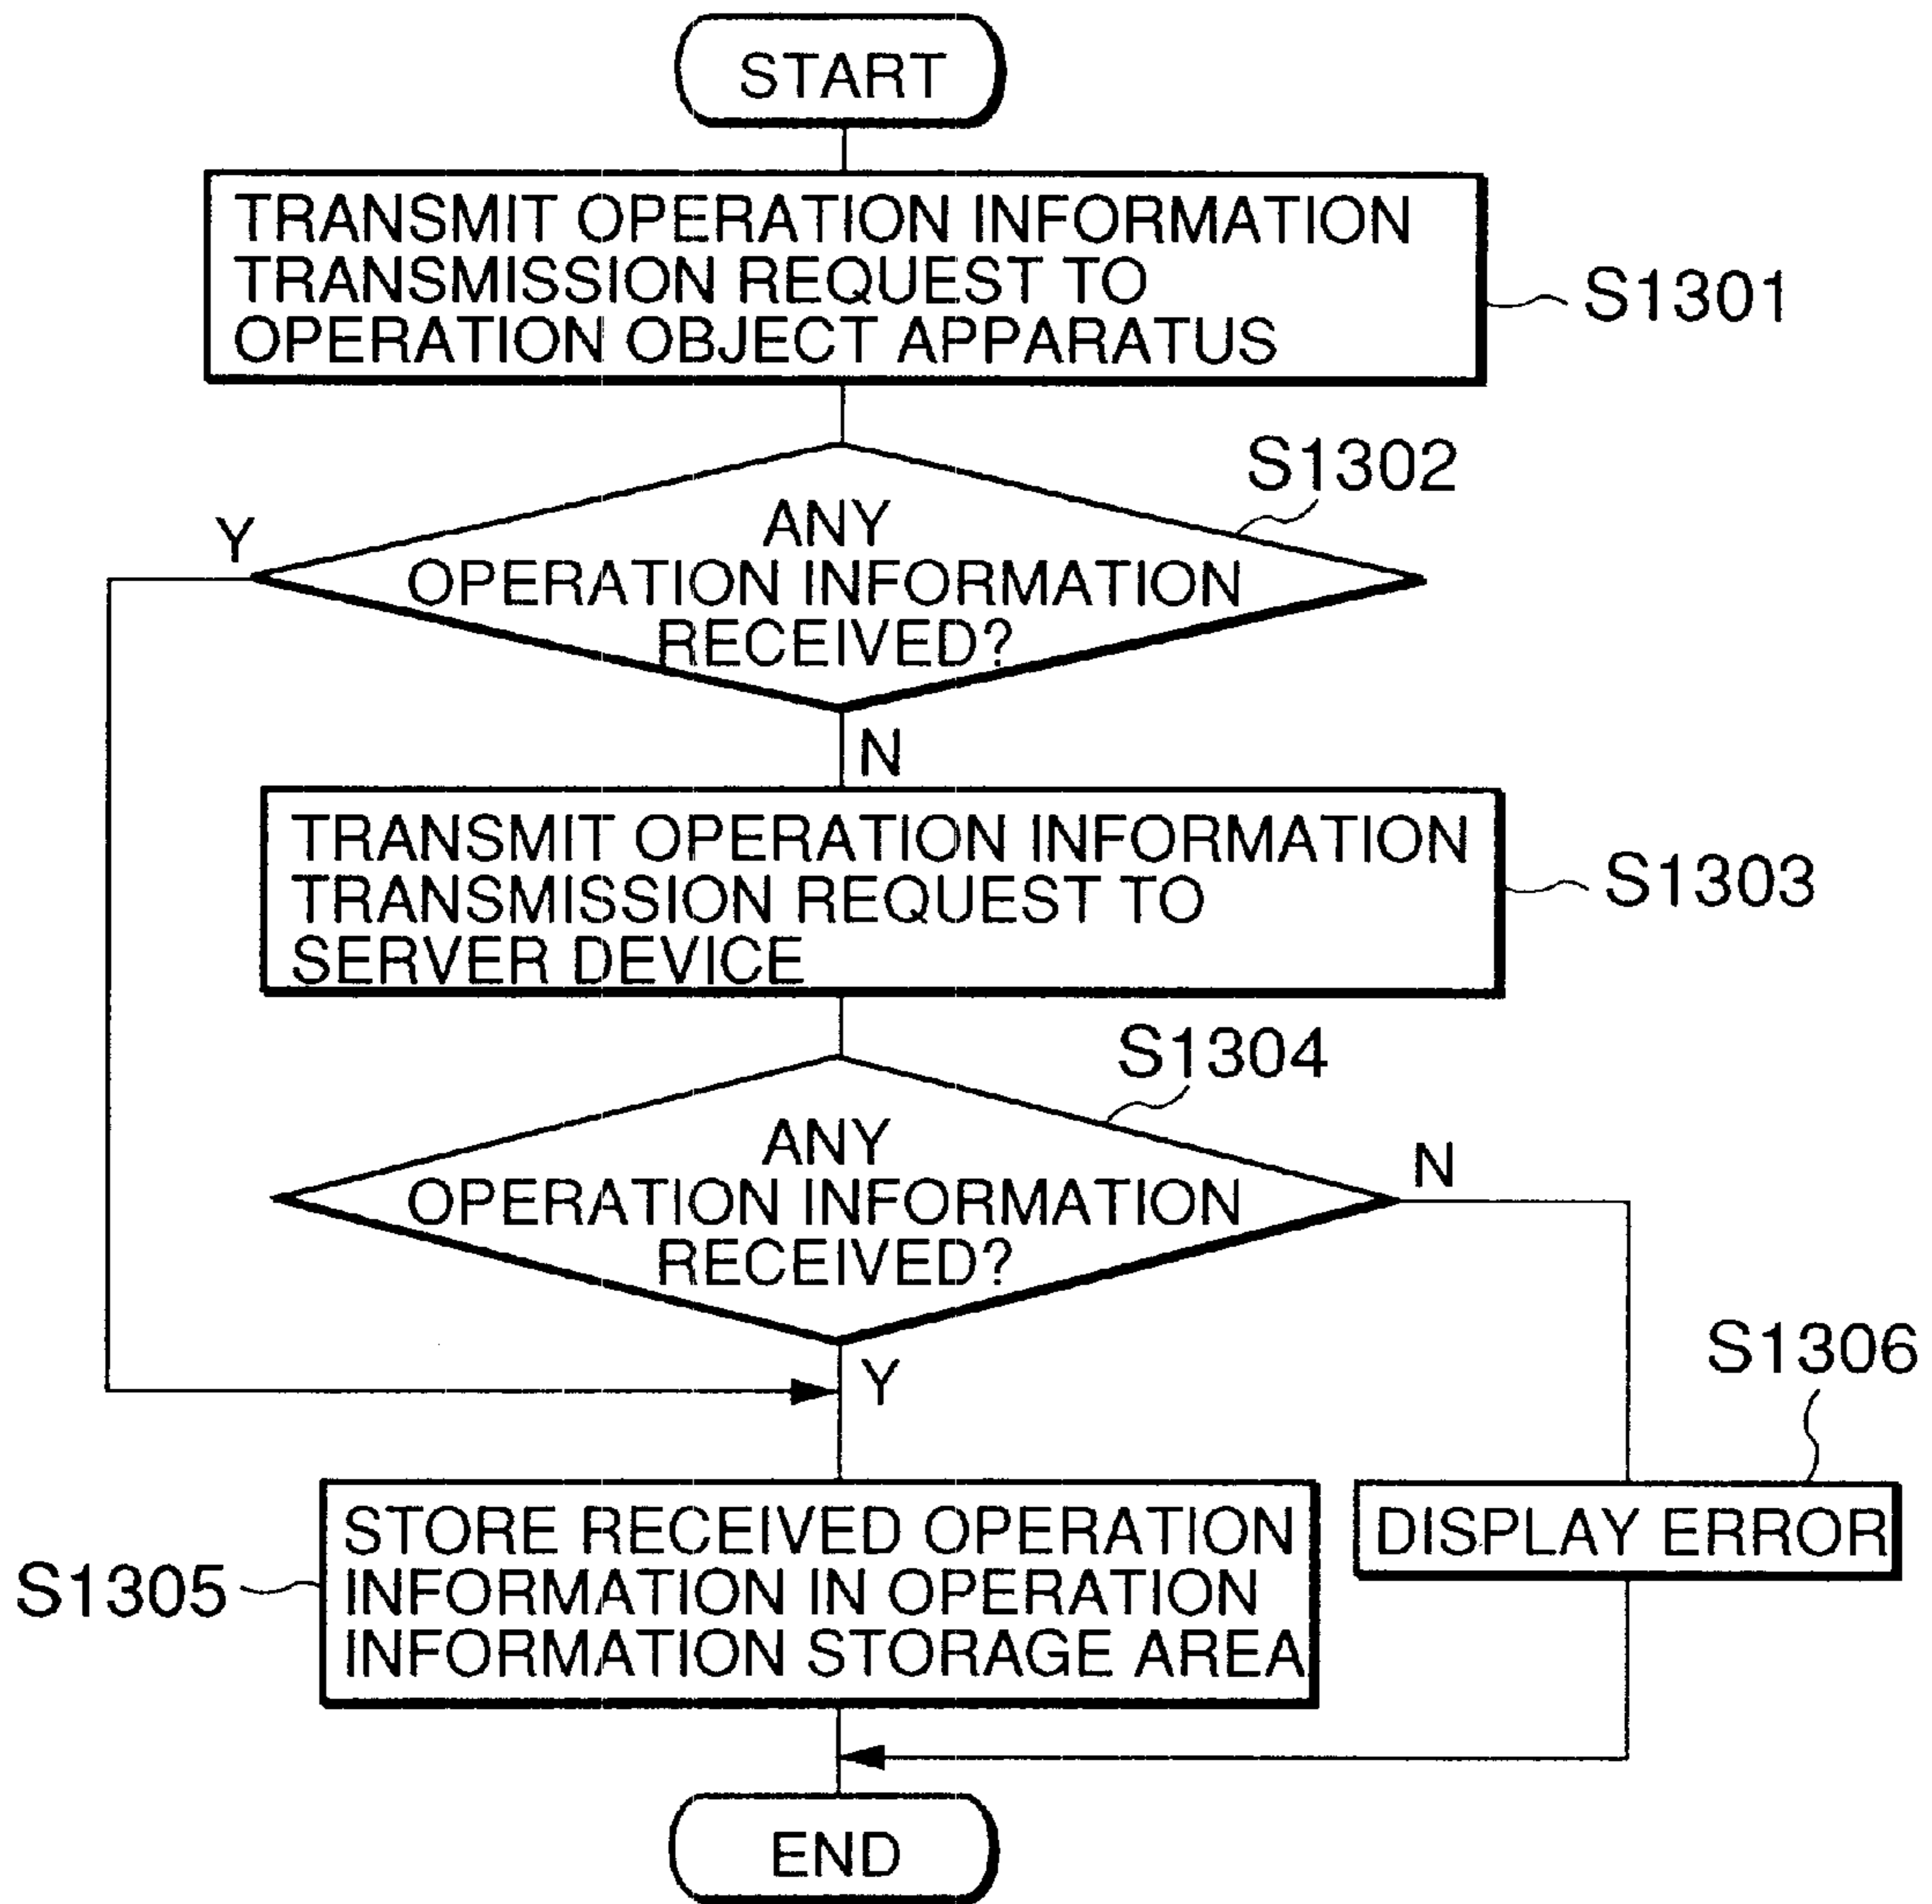 START
TRANSMIT OPERATION INFORMATION
TRANSMISSION REQUEST TO
OPERATION OBJECT APPARATUS
S1301
S1302
Y
ANY
OPERATION INFORMATION
RECEIVED?
N
TRANSMIT OPERATION INFORMATION
TRANSMISSION REQUEST TO
SERVER DEVICE
S1303
S1304
ANY
OPERATION INFORMATION
RECEIVED?
N
Y
S1306
STORE RECEIVED OPERATION
INFORMATION IN OPERATION
INFORMATION STORAGE AREA
S1305
DISPLAY ERROR
END